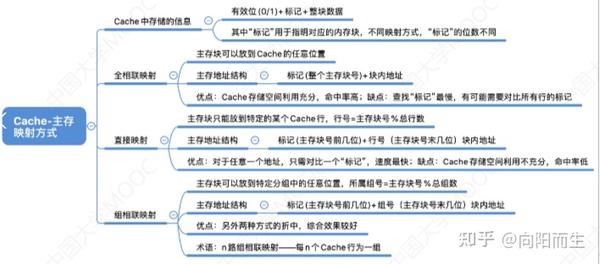 Cache-主存
映射方式
Cache中存储的信息
有效位(0/1)+标记+整块数据
其中“标记”用于指明对应的内存块，不同映射方式，“标记”的位数不同
全相联映射
主存块可以放到Cache的任意位置
主存地址结构
标记(整个主存块号)+块内地址
优点：Cache存储空间利用充分，命中率高；缺点：查找“标记”最慢，有可能需要对比所有行的标记
直接映射
主存块只能放到特定的某个Cache行，行号=主存块号%总行数
主存地址结构
标记(主存块号前几位)+行号（主存块号末几位）块内地址
优点：对于任意一个地址，只需对比一个“标记”，速度最快；缺点：Cache存储空间利用不充分，命中率低
组相联映射
主存块可以放到特定分组中的任意位置，所属组号=主存块号%总组数
主存地址结构
标记(主存块号前几位)+组号（主存块号末几位）块内地址
优点：另外两种方式的折中，综合效果较好
术语：n路组相联映射——每n个Cache行为一组
中国大学MOOC
知乎 @向阳而生